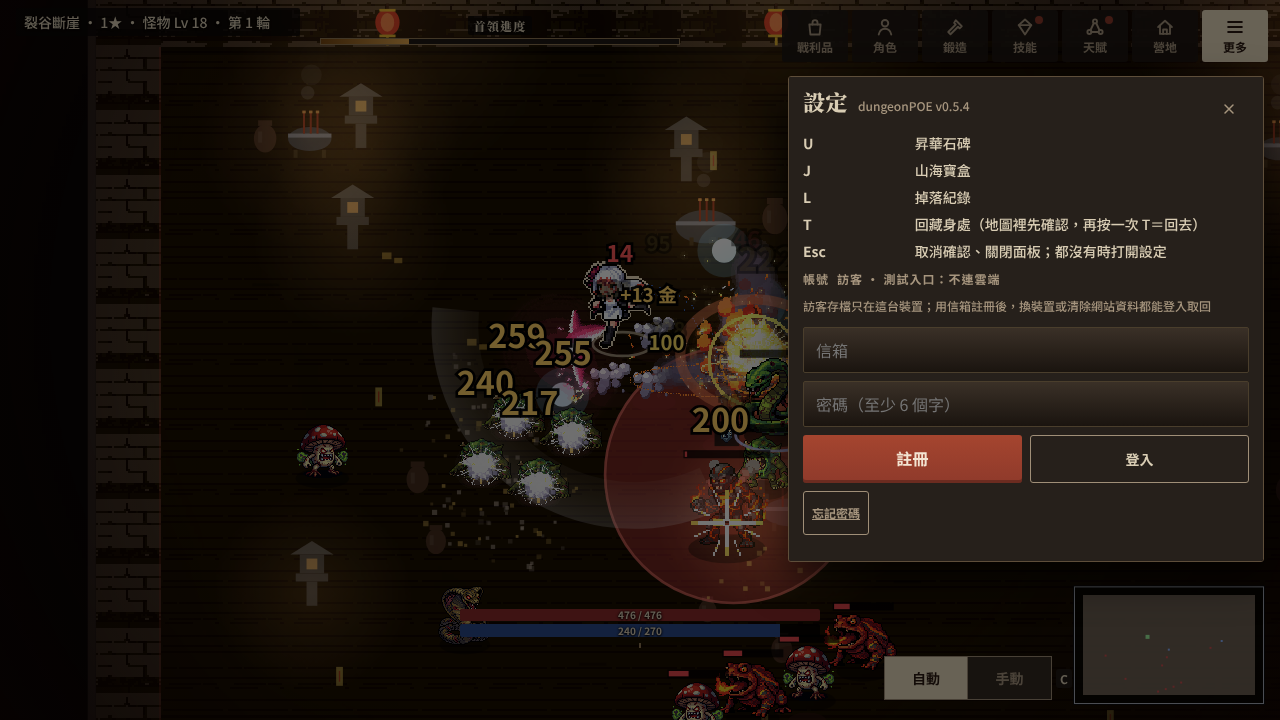 裂谷斷崖 • 1★ • 怪物 Lv 18 • 第 1 輪
首領進度
戰利品
角色
鍛造
技能
天賦
營地
更多
設定 dungeonPOE v0.5.4
×
U 昇華石碑
J 山海寶盒
L 掉落紀錄
T 回藏身處（地圖裡先確認，再按一次 T＝回去）
Esc 取消確認、關閉面板；都沒有時打開設定
帳號 訪客 • 測試入口：不連雲端
訪客存檔只在這台裝置；用信箱註冊後，換裝置或清除網站資料都能登入取回
信箱
密碼（至少 6 個字）
註冊
登入
忘記密碼
14
95
222
+13 金
100
259
255
240
217
200
476 / 476
240 / 270
自動
手動
C